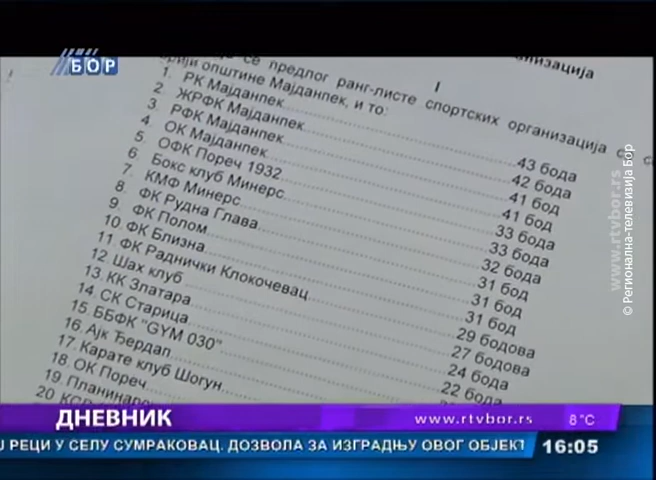 БОР
анизација
се предлог ранг-листе спортских организација са
I
општине Мајданпек, и то:
1. РК Мајданпек 43 бода
2 ЖРФК Мајданпек 42 бода
3 РФК Мајданпек 41 бод
4. ОК Мајданпек 41 бод
5. ОФК Пореч 1932 33 бода
6 Бокс клуб Минерс 33 бода
7. КМФ Минерс 32 бода
8. ФК Рудна Глава 31 бод
9. ФК Полом 31 бод
10. ФК Близна 31 бод
11. ФК Раднички Клокочевац 29 бодова
12. Шах клуб 27 бодова
13. КК Златара 24 бода
14. СК Старица 22 бода
15. ББФК "GYM 030"
16. Ајк Ђердап
17. Карате клуб Шогун
18. ОК Пореч
19. Планинар
20
www.rtvbor.rs
© Регионална-телевизија Бор
ДНЕВНИК www.rtvbor.rs 8°C
Ј РЕЦИ У СЕЛУ СУМРАКОВАЦ. ДОЗВОЛА ЗА ИЗГРАДЊУ ОВОГ ОБЈЕКТ 16:05